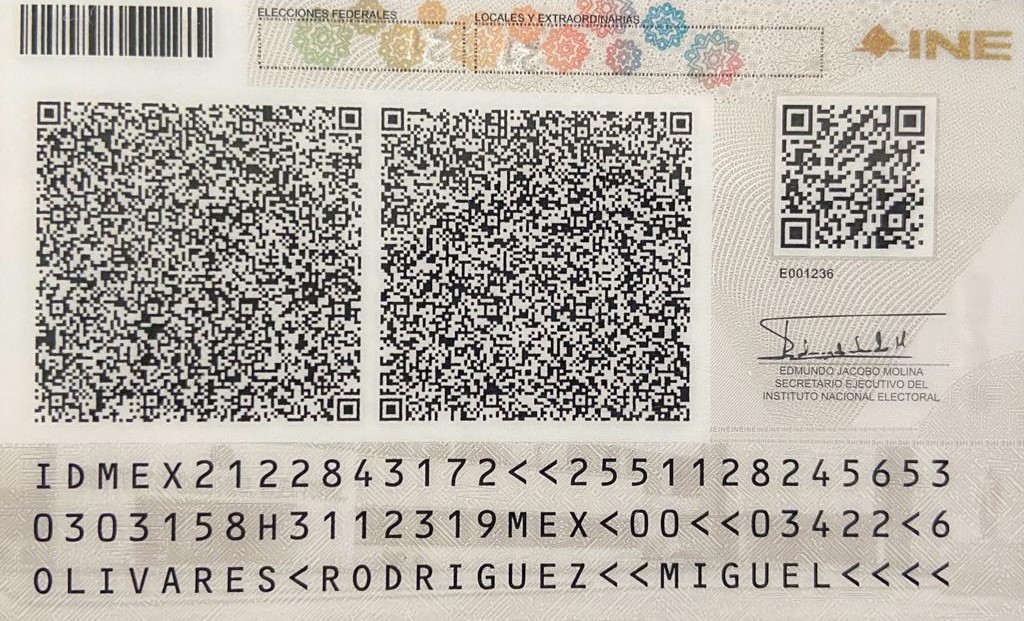 ELECCIONES FEDERALES
LOCALES Y EXTRAORDINARIAS
INE
E001236
EDMUNDO JACOBO MOLINA
SECRETARIO EJECUTIVO DEL
INSTITUTO NACIONAL ELECTORAL
IDMEX2122843172<<2551128245653
0303158H3112319MEX<00<<03422<6
OLIVARES<RODRIGUEZ<<MIGUEL<<<<